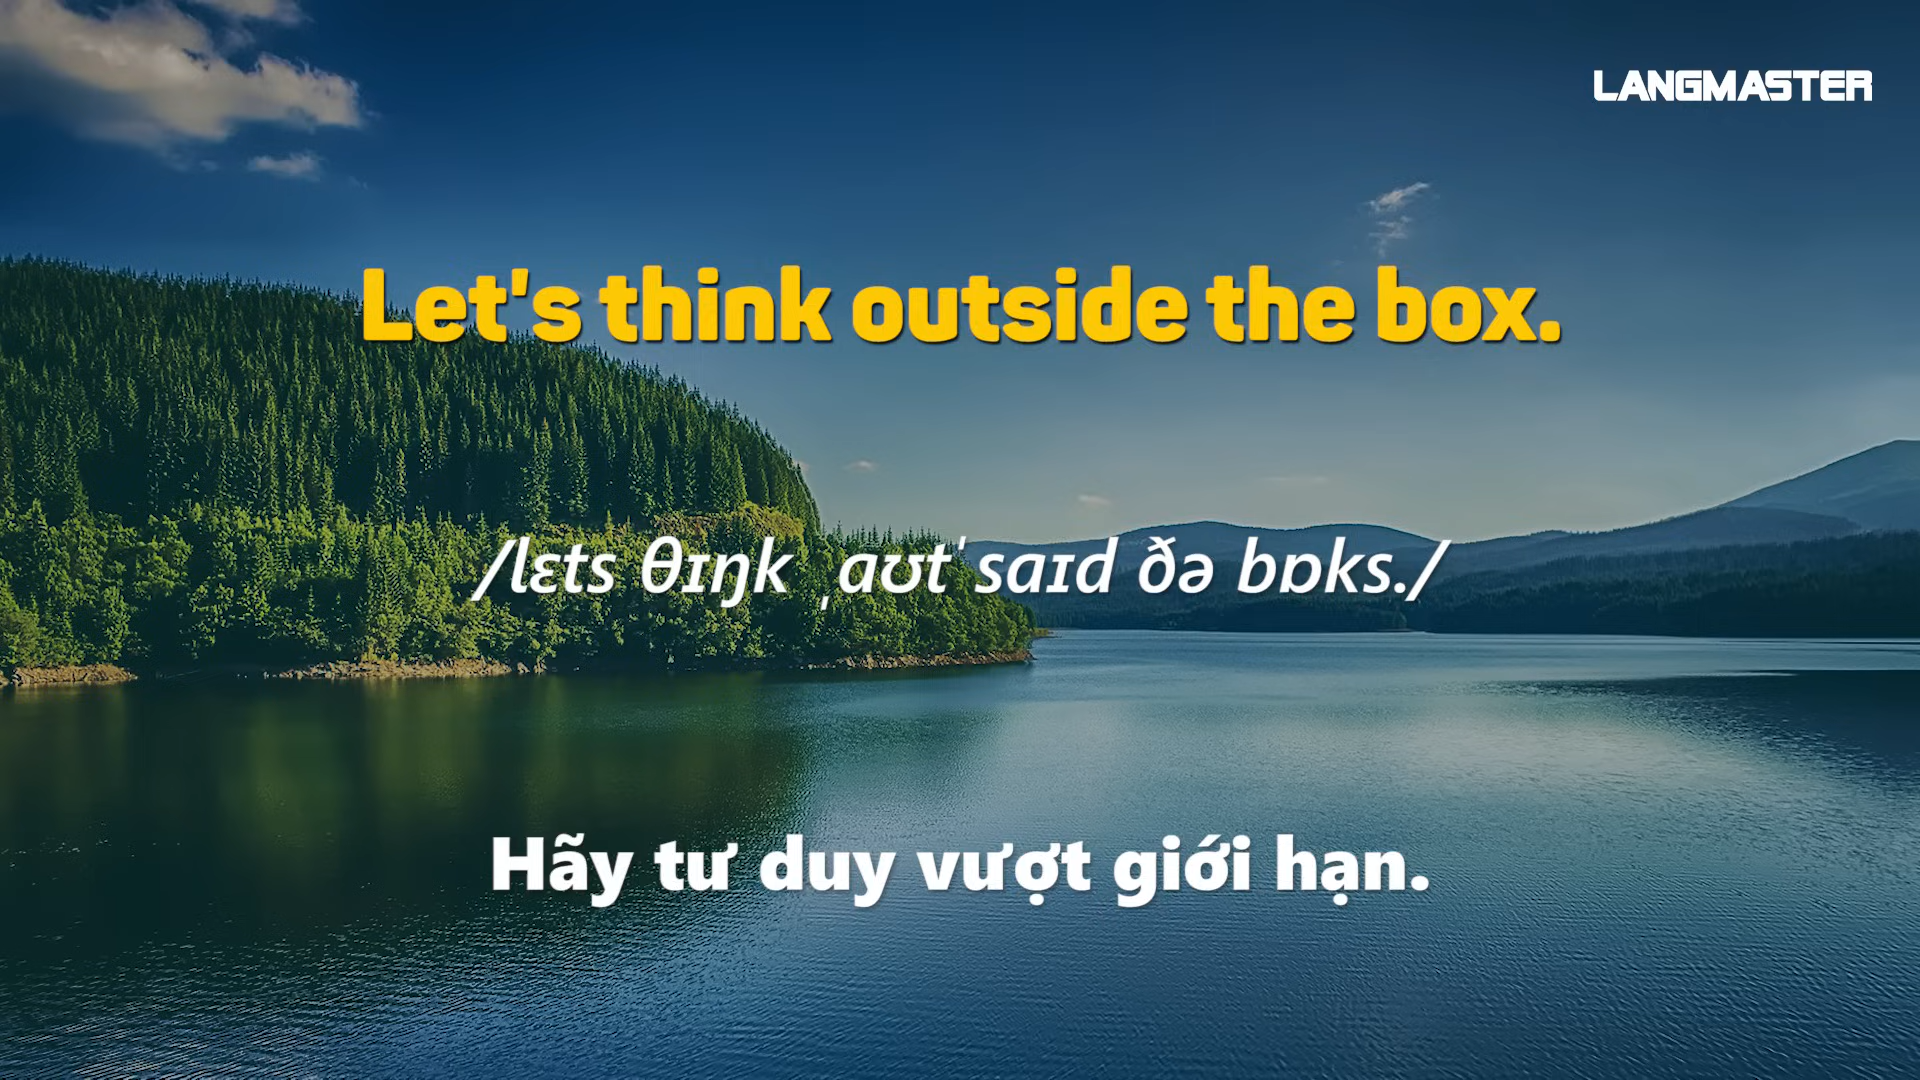 LANGMASTER
Let's think outside the box.
/lɛts θɪŋk ˌaʊtˈsaɪd ðə bɒks./
Hãy tư duy vượt giới hạn.